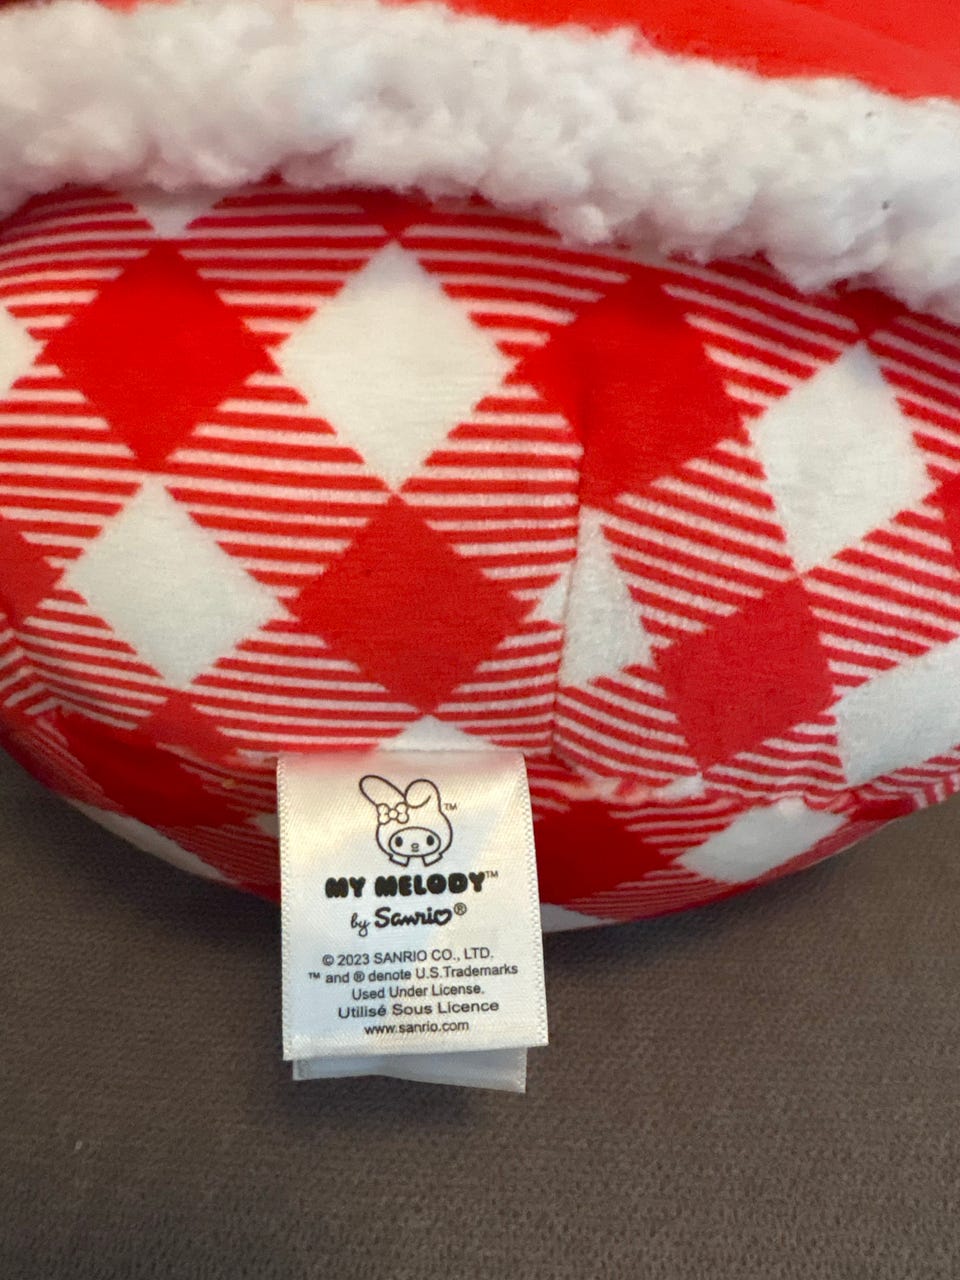 ™
MY MELODY™
by Sanrio®
© 2023 SANRIO CO., LTD.
™ and ® denote U.S.Trademarks
Used Under License.
Utilisé Sous Licence
www.sanrio.com